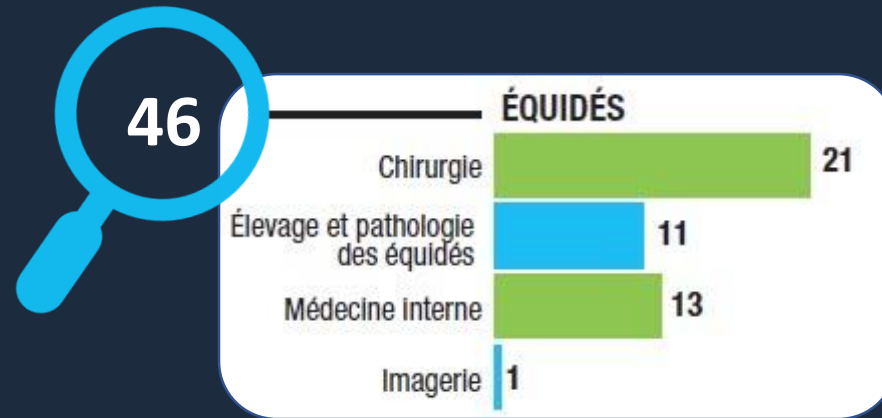 46
ÉQUIDÉS
Chirurgie 21
Élevage et pathologie
des équidés 11
Médecine interne 13
Imagerie 1